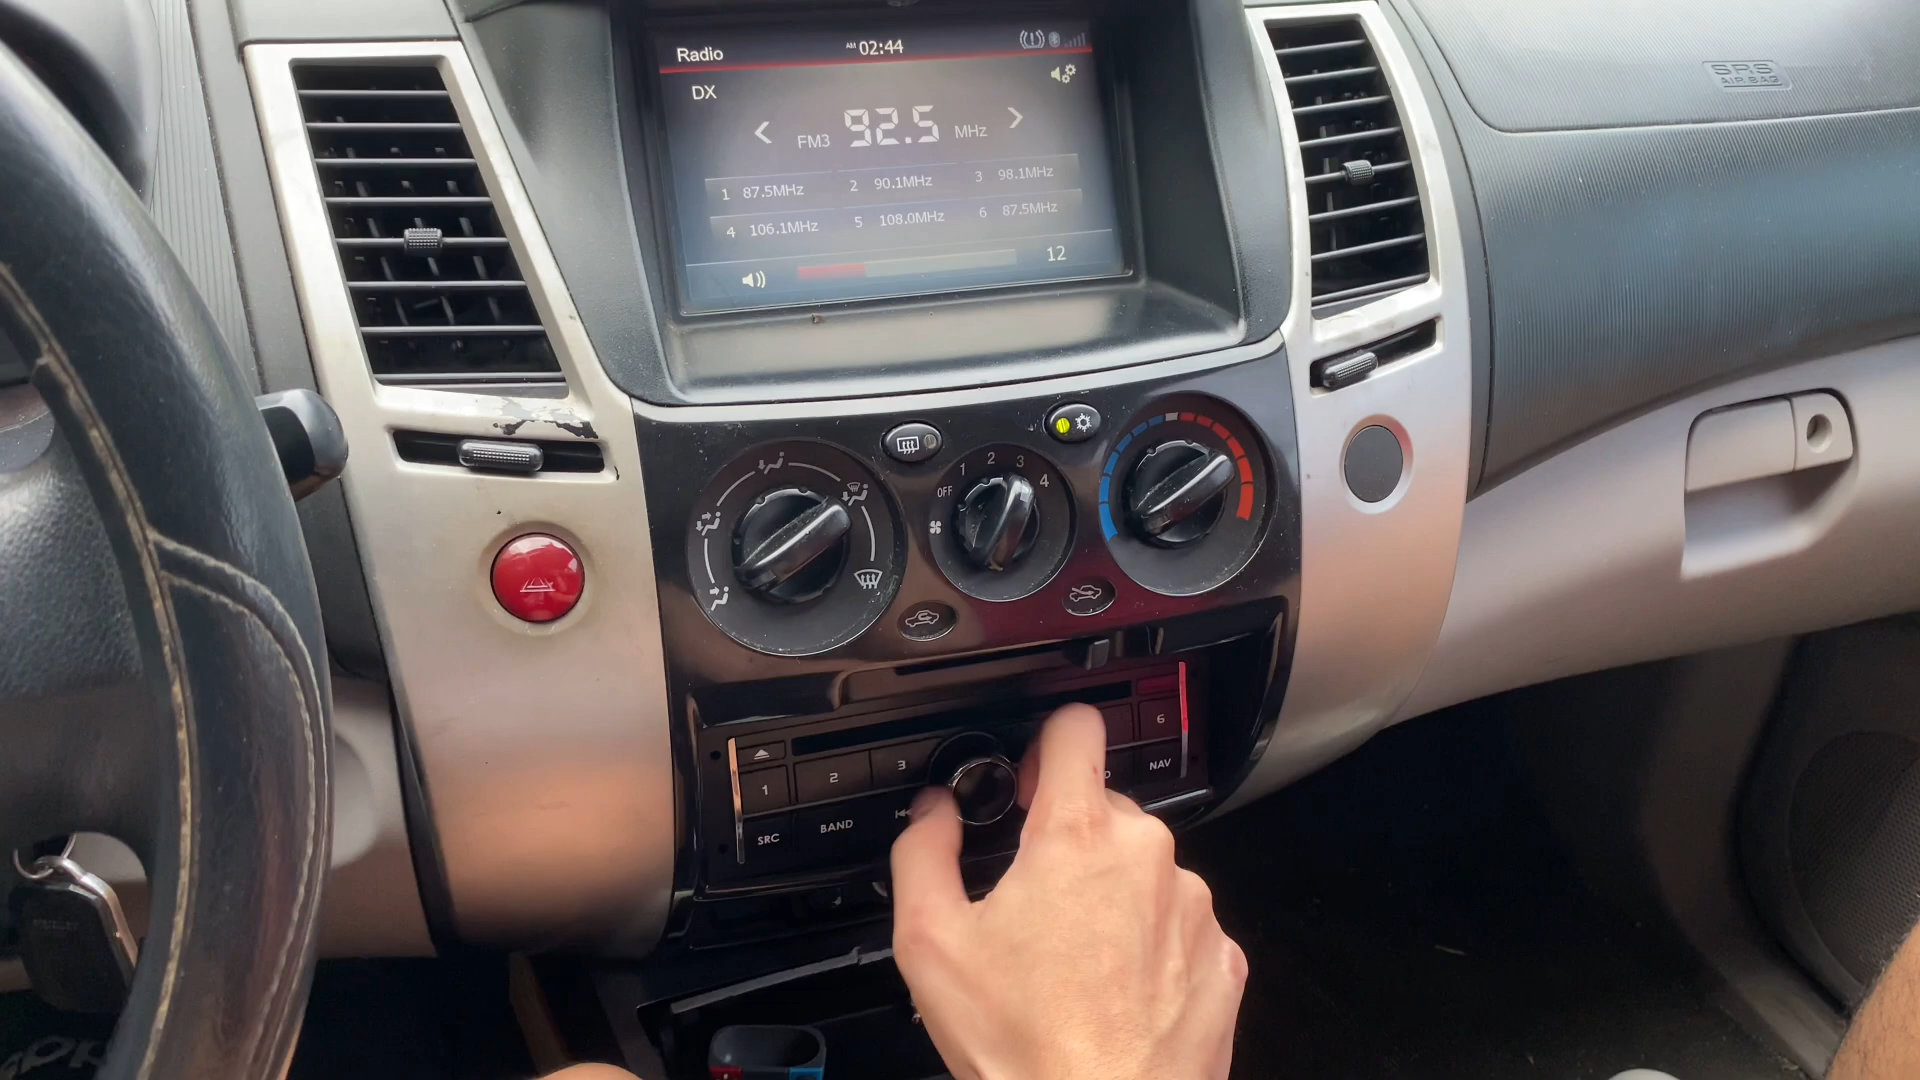 Radio
AM 02:44
DX
FM3 92.5 MHz
1 87.5MHz 2 90.1MHz 3 98.1MHz
4 106.1MHz 5 108.0MHz 6 87.5MHz
12
SRS
AIRBAG
OFF 1 2 3 4
1 2 3 6
SRC BAND NAV